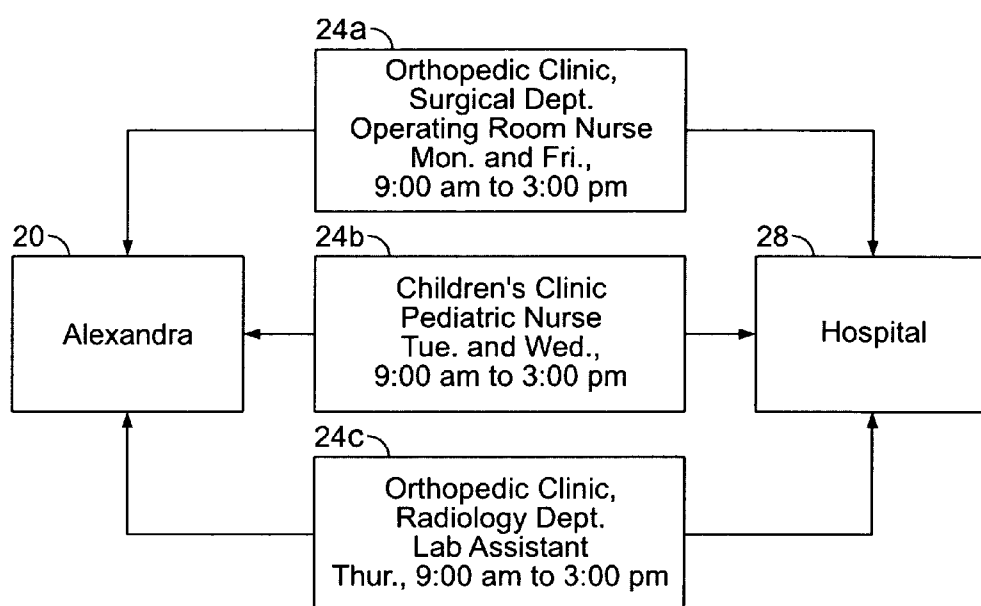 24a
Orthopedic Clinic,
Surgical Dept.
Operating Room Nurse
Mon. and Fri.,
9:00 am to 3:00 pm
20
Alexandra
24b
Children's Clinic
Pediatric Nurse
Tue. and Wed.,
9:00 am to 3:00 pm
28
Hospital
24c
Orthopedic Clinic,
Radiology Dept.
Lab Assistant
Thur., 9:00 am to 3:00 pm